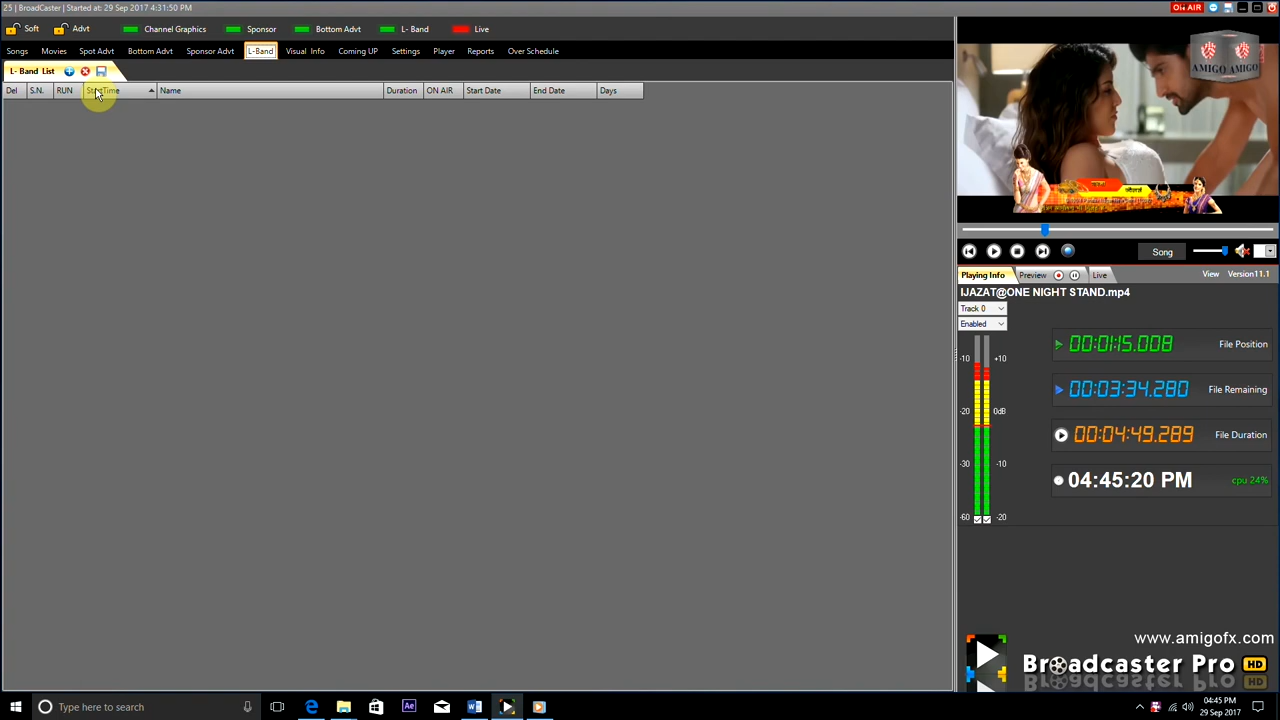 25 | BroadCaster | Started at: 29 Sep 2017 4:31:50 PM
ON AIR
Soft Advt Channel Graphics Sponsor Bottom Advt L- Band Live
Songs Movies Spot Advt Bottom Advt Sponsor Advt L-Band Visual Info Coming UP Settings Player Reports Over Schedule
L- Band List
Del S.N. RUN StartTime Name Duration ON AIR Start Date End Date Days
AMIGO AMIGO
Song
Playing Info Preview Live View Version11.1
IJAZAT@ONE NIGHT STAND.mp4
Track 0
Enabled
-10 +10
-20 0dB
-30 -10
-60 -20
00:01:15.008 File Position
00:03:34.280 File Remaining
00:04:49.289 File Duration
04:45:20 PM cpu 24%
www.amigofx.com
Broadcaster Pro HD
Type here to search
Ae
04:45 PM
29 Sep 2017